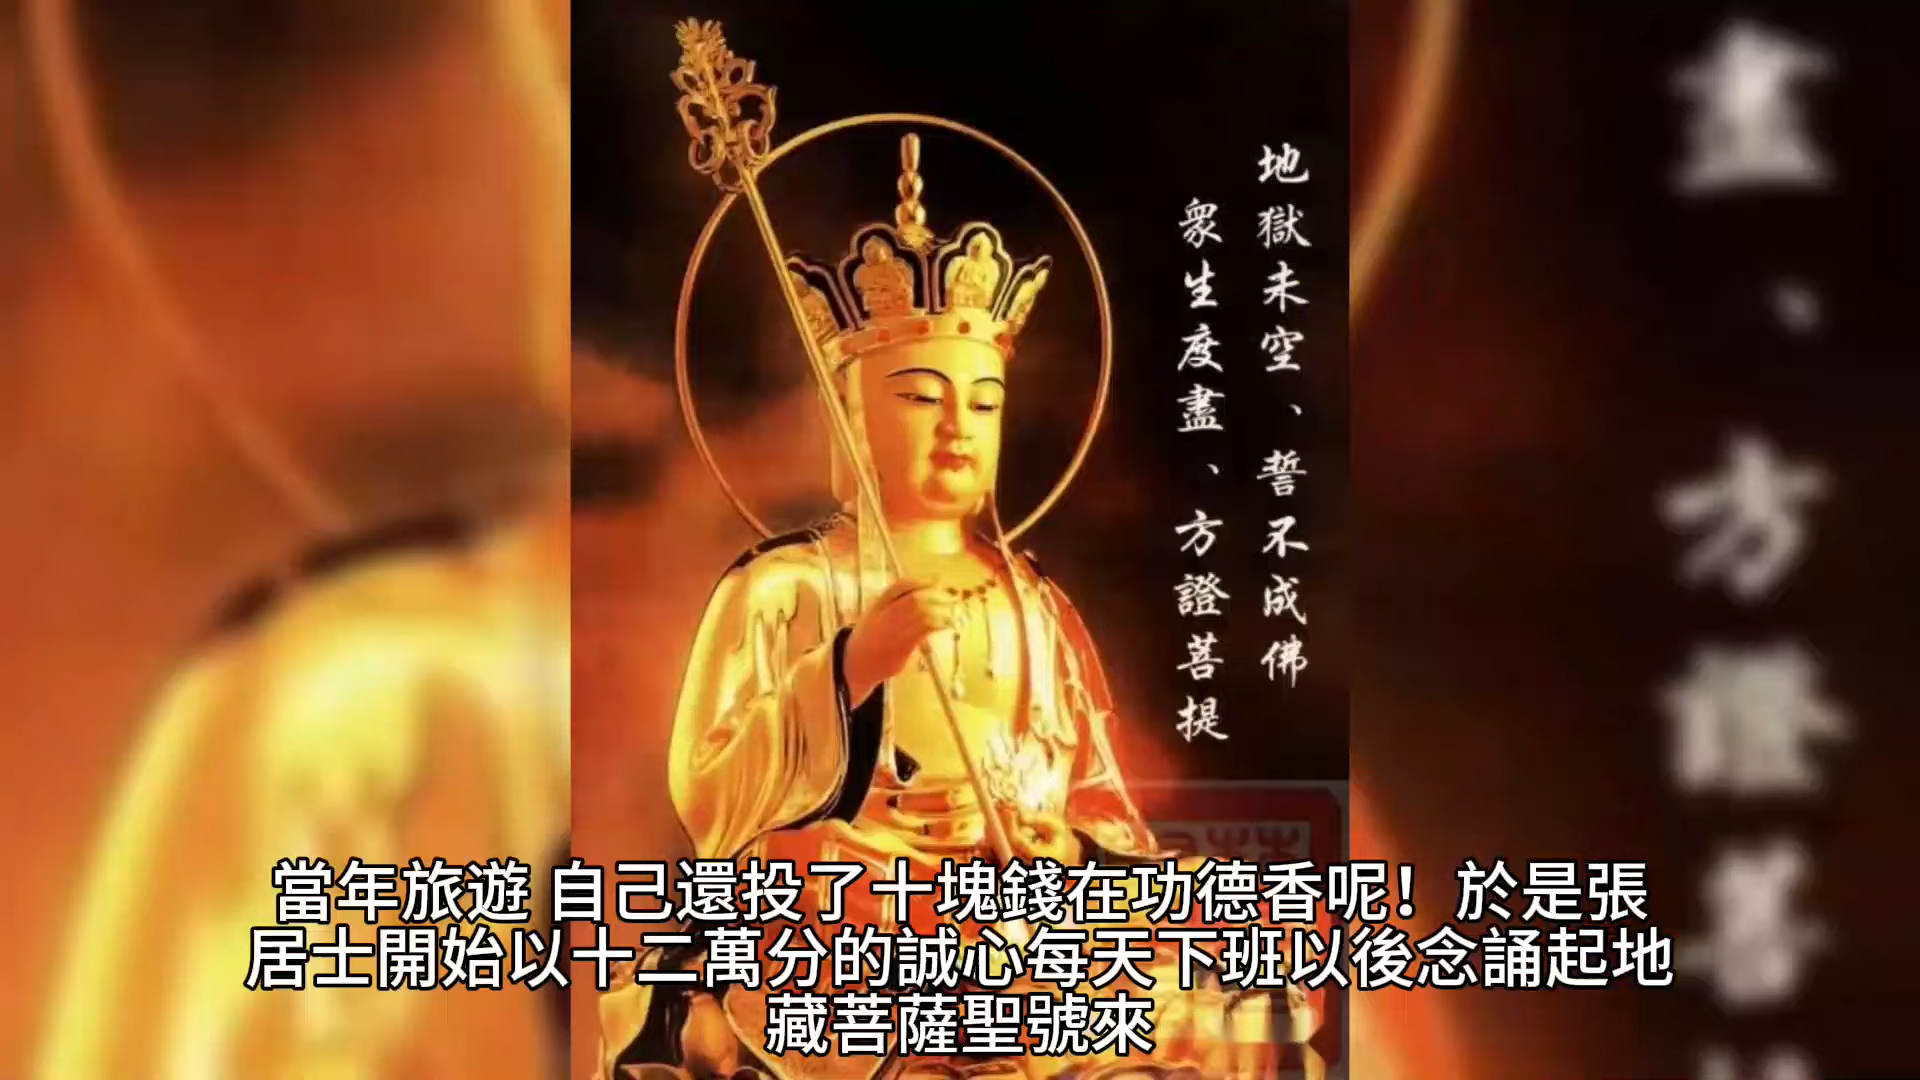 地獄未空、誓不成佛
衆生度盡、方證菩提
當年旅遊 自己還投了十塊錢在功德香呢！於是張
居士開始以十二萬分的誠心每天下班以後念誦起地
藏菩薩聖號來